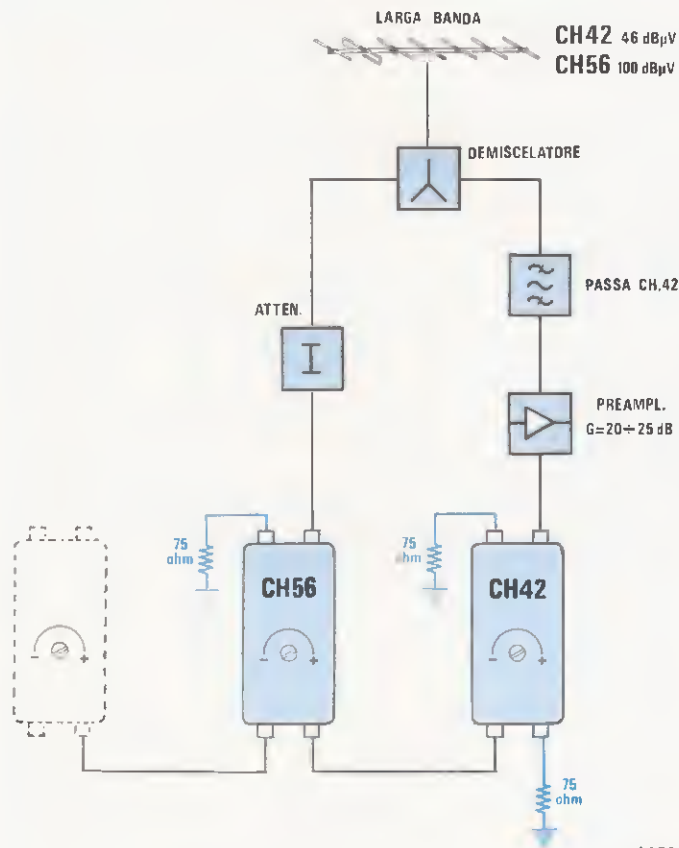 LARGA BANDA
CH42 46 dBµV
CH56 100 dBµV
DEMISCELATORE
PASSA CH.42
ATTEN.
PREAMPL.
G=20÷25 dB
75
ohm
CH56
- +
75
ohm
CH42
- +
- +
75
ohm